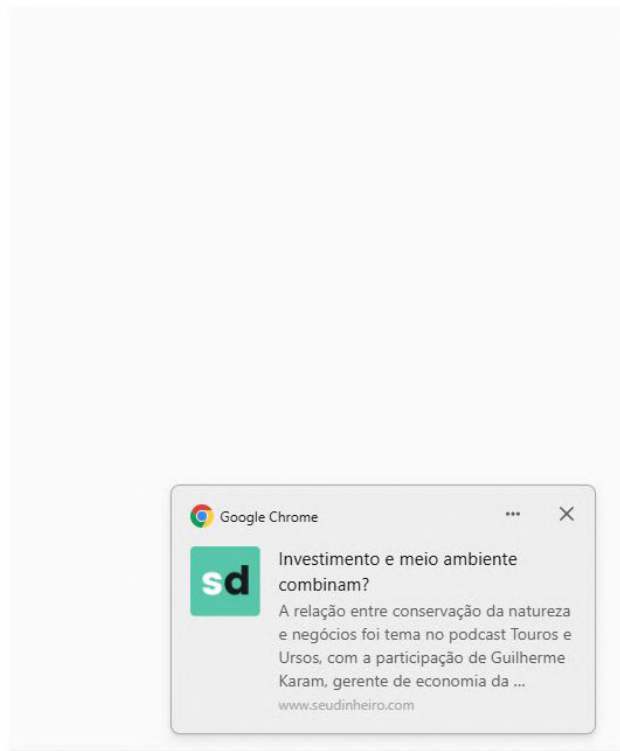 Google Chrome
sd
Investimento e meio ambiente
combinam?
A relação entre conservação da natureza
e negócios foi tema no podcast Touros e
Ursos, com a participação de Guilherme
Karam, gerente de economia da ...
www.seudinheiro.com